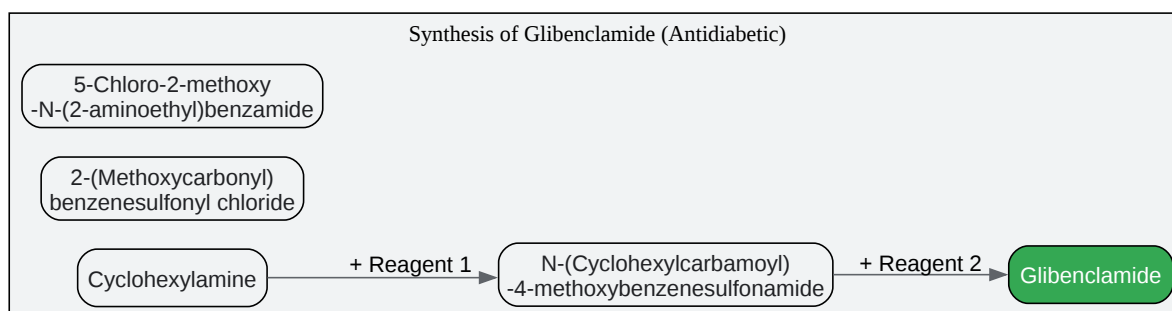 Synthesis of Glibenclamide (Antidiabetic)
5-Chloro-2-methoxy
-N-(2-aminoethyl)benzamide
2-(Methoxycarbonyl)
benzenesulfonyl chloride
Cyclohexylamine
+ Reagent 1
N-(Cyclohexylcarbamoyl)
-4-methoxybenzenesulfonamide
+ Reagent 2
Glibenclamide